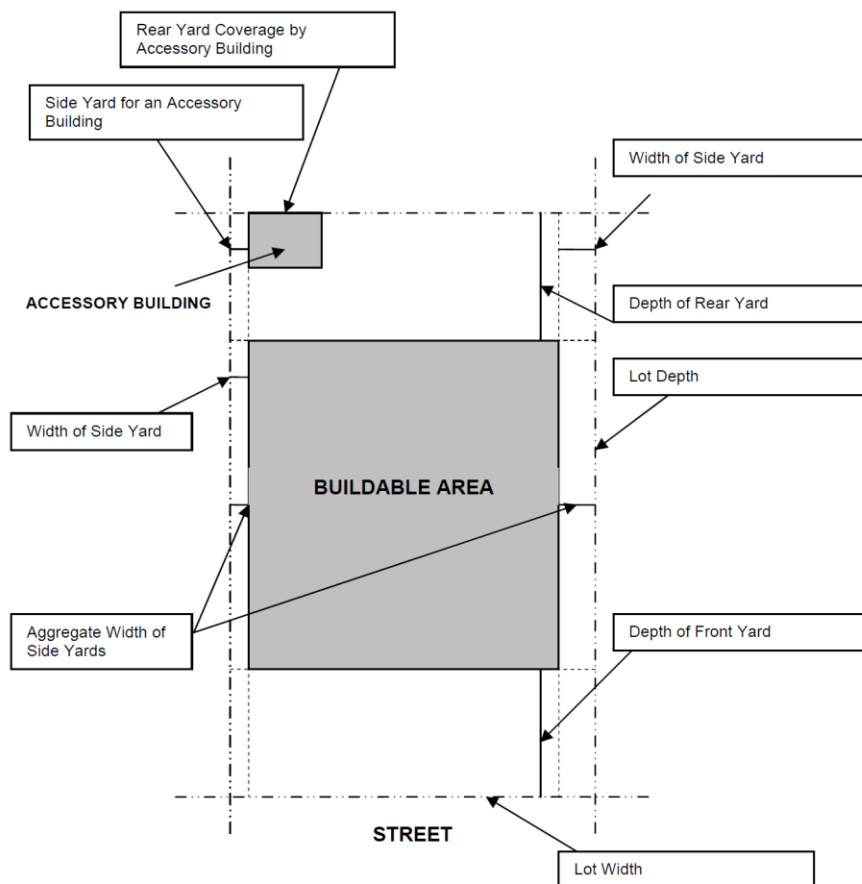 Rear Yard Coverage by
Accessory Building
Side Yard for an Accessory
Building
Width of Side Yard
ACCESSORY BUILDING
Depth of Rear Yard
Lot Depth
Width of Side Yard
BUILDABLE AREA
Aggregate Width of
Side Yards
Depth of Front Yard
STREET
Lot Width